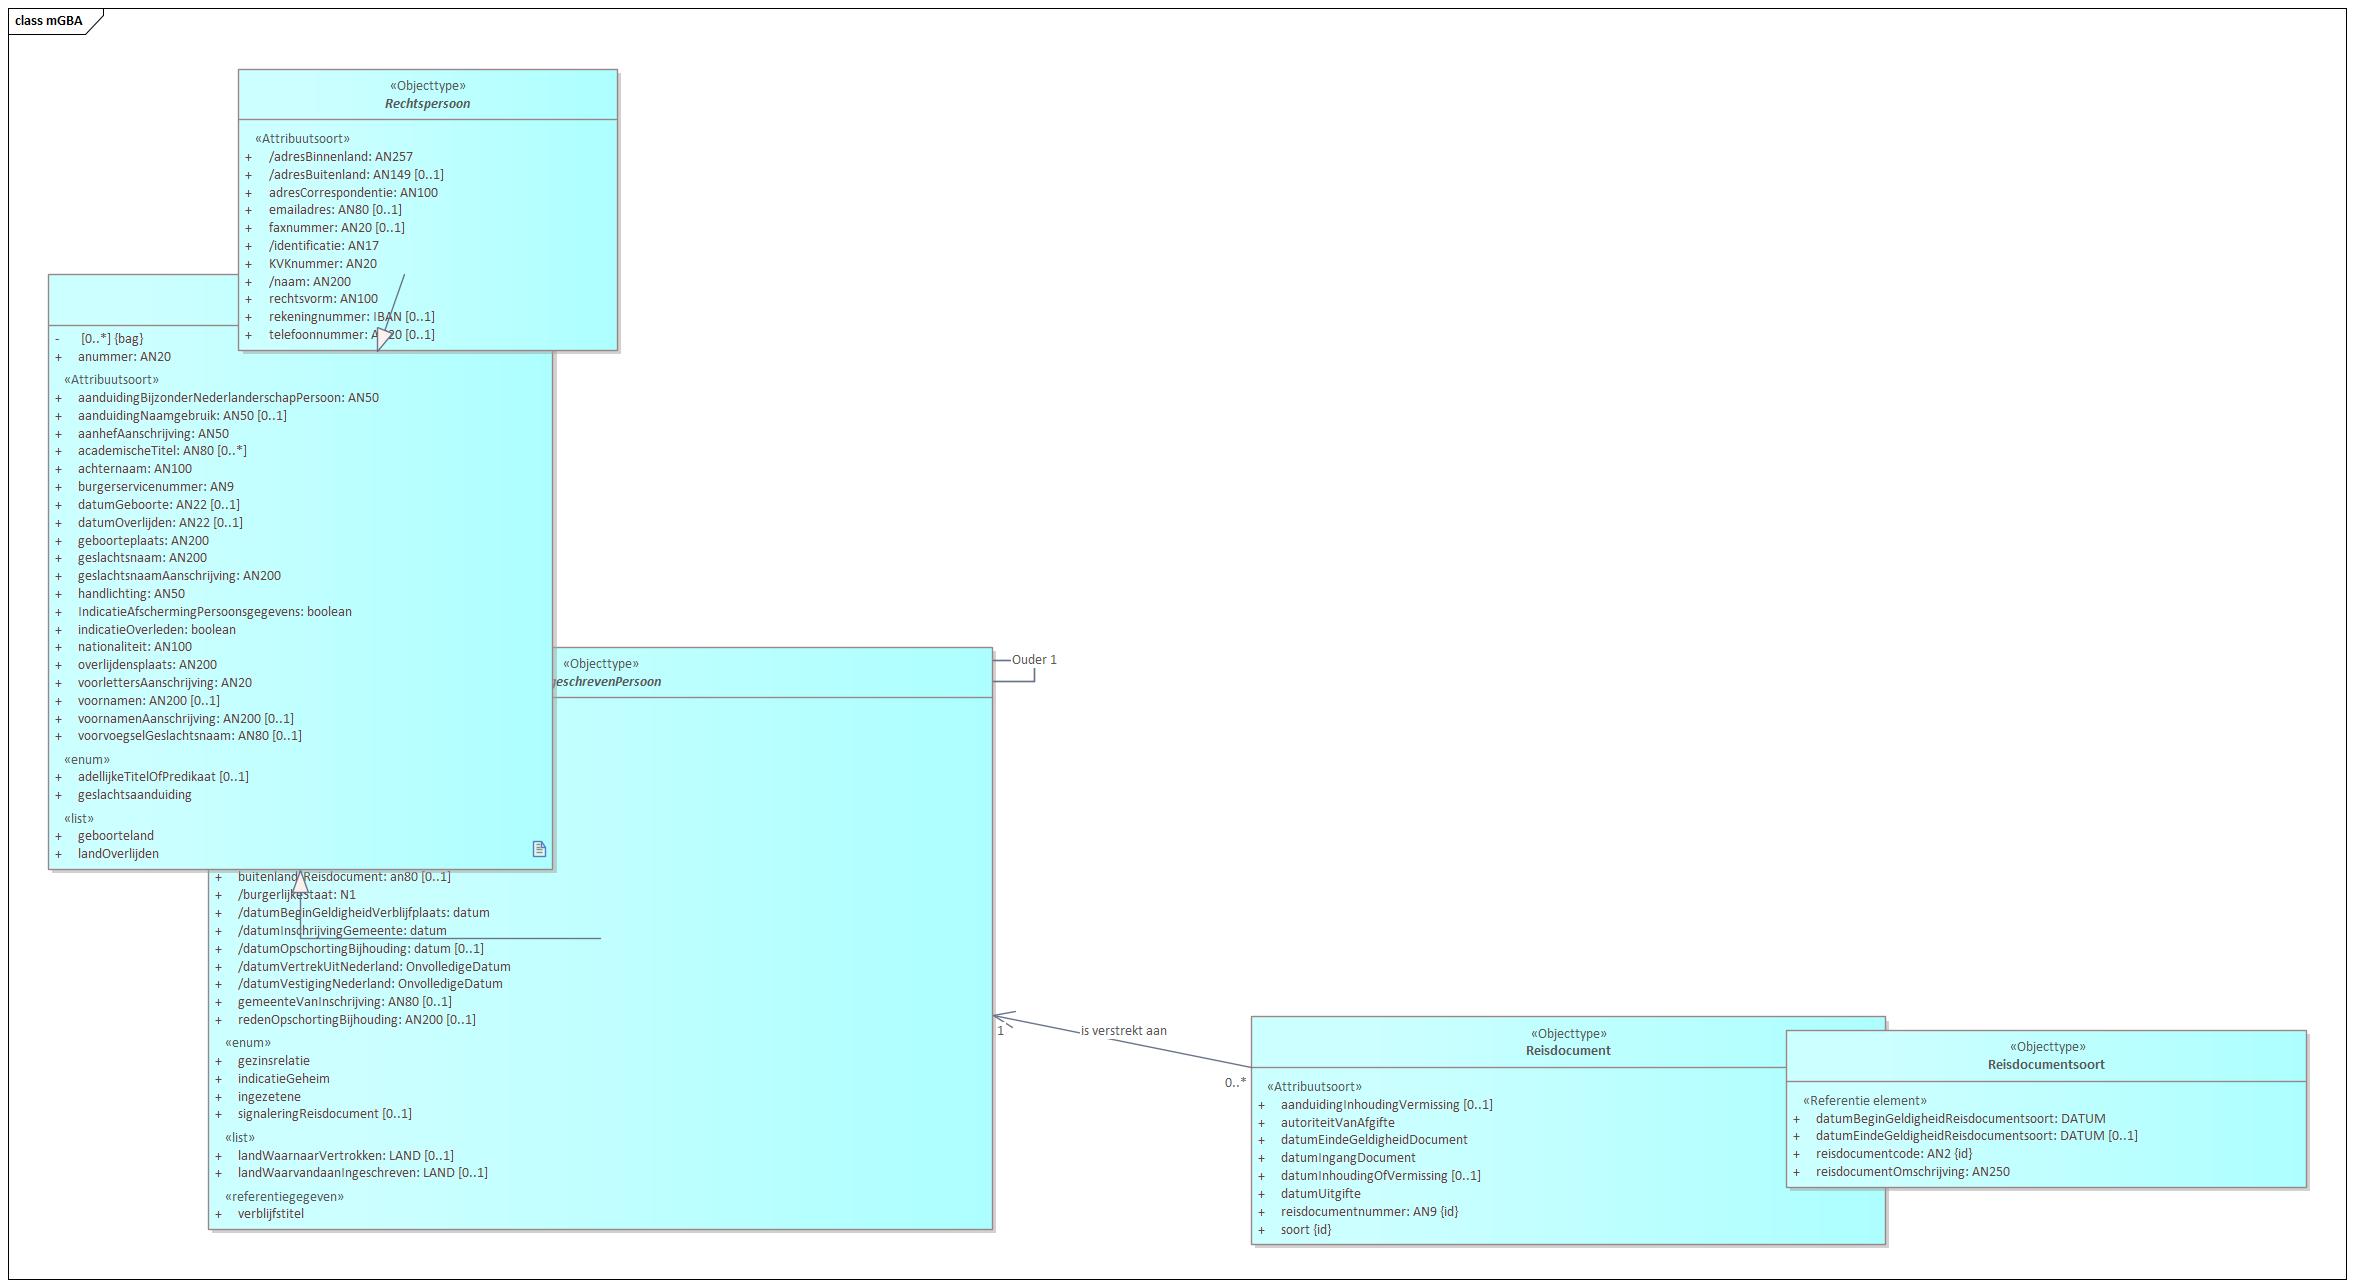 class mGBA
«Objecttype»
Rechtspersoon
«Attribuutsoort»
+ /adresBinnenland: AN257
+ /adresBuitenland: AN149 [0..1]
+ adresCorrespondentie: AN100
+ emailadres: AN80 [0..1]
+ faxnummer: AN20 [0..1]
+ /identificatie: AN17
+ KVKnummer: AN20
+ /naam: AN200
+ rechtsvorm: AN100
+ rekeningnummer: IBAN [0..1]
+ telefoonnummer: AN20 [0..1]
- [0..*] {bag}
+ anummer: AN20
«Attribuutsoort»
+ aanduidingBijzonderNederlanderschapPersoon: AN50
+ aanduidingNaamgebruik: AN50 [0..1]
+ aanhefAanschrijving: AN50
+ academischeTitel: AN80 [0..*]
+ achternaam: AN100
+ burgerservicenummer: AN9
+ datumGeboorte: AN22 [0..1]
+ datumOverlijden: AN22 [0..1]
+ geboorteplaats: AN200
+ geslachtsnaam: AN200
+ geslachtsnaamAanschrijving: AN200
+ handlichting: AN50
+ IndicatieAfschermingPersoonsgegevens: boolean
+ indicatieOverleden: boolean
+ nationaliteit: AN100
+ overlijdensplaats: AN200
+ voorlettersAanschrijving: AN20
+ voornamen: AN200 [0..1]
+ voornamenAanschrijving: AN200 [0..1]
+ voorvoegselGeslachtsnaam: AN80 [0..1]
«enum»
+ adellijkeTitelOfPredikaat [0..1]
+ geslachtsaanduiding
«list»
+ geboorteland
+ landOverlijden
«Objecttype»
geschrevenPersoon
Ouder 1
+ buitenlandReisdocument: an80 [0..1]
+ /burgerlijkeStaat: N1
+ /datumBeginGeldigheidVerblijfplaats: datum
+ /datumInschrijvingGemeente: datum
+ /datumOpschortingBijhouding: datum [0..1]
+ /datumVertrekUitNederland: OnvolledigeDatum
+ /datumVestigingNederland: OnvolledigeDatum
+ gemeenteVanInschrijving: AN80 [0..1]
+ redenOpschortingBijhouding: AN200 [0..1]
«enum»
+ gezinsrelatie
+ indicatieGeheim
+ ingezetene
+ signaleringReisdocument [0..1]
«list»
+ landWaarnaarVertrokken: LAND [0..1]
+ landWaarvandaanIngeschreven: LAND [0..1]
«referentiegegeven»
+ verblijfstitel
1
is verstrekt aan
0..*
«Objecttype»
Reisdocument
«Attribuutsoort»
+ aanduidingInhoudingVermissing [0..1]
+ autoriteitVanAfgifte
+ datumEindeGeldigheidDocument
+ datumIngangDocument
+ datumInhoudingOfVermissing [0..1]
+ datumUitgifte
+ reisdocumentnummer: AN9 {id}
+ soort {id}
«Objecttype»
Reisdocumentsoort
«Referentie element»
+ datumBeginGeldigheidReisdocumentsoort: DATUM
+ datumEindeGeldigheidReisdocumentsoort: DATUM [0..1]
+ reisdocumentcode: AN2 {id}
+ reisdocumentOmschrijving: AN250